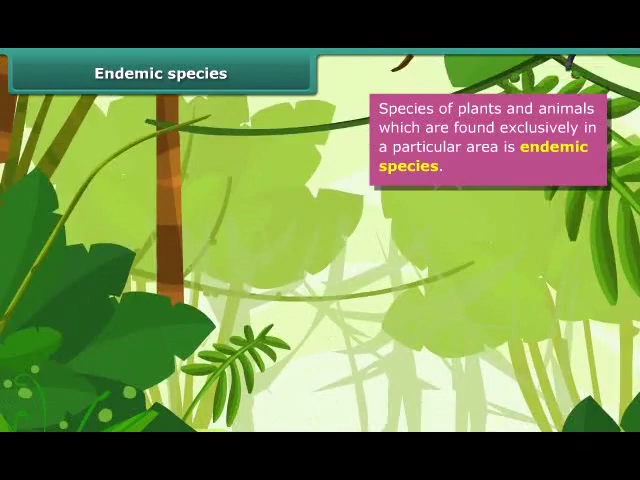 Endemic species
Species of plants and animals
which are found exclusively in
a particular area is endemic
species.